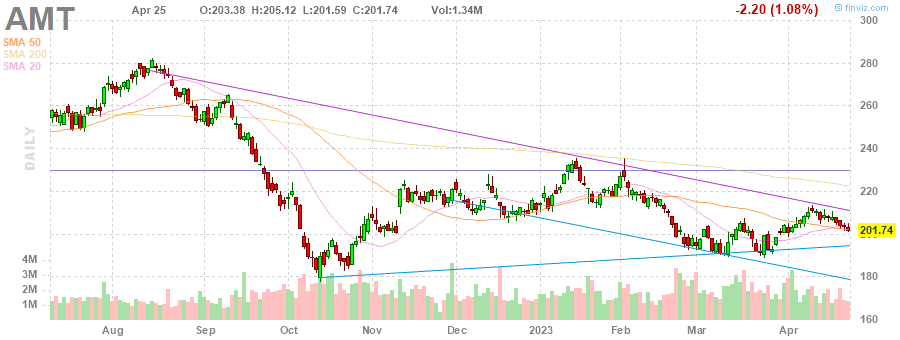 AMT Apr 25 O:203.38 H:205.12 L:201.59 C:201.74 Vol:1.34M -2.20 (1.08%) @ finviz.com
SMA 50
SMA 200
SMA 20
DAILY
300
280
260
240
220
201.74
200
180
160
4M
3M
2M
1M
Aug Sep Oct Nov Dec 2023 Feb Mar Apr